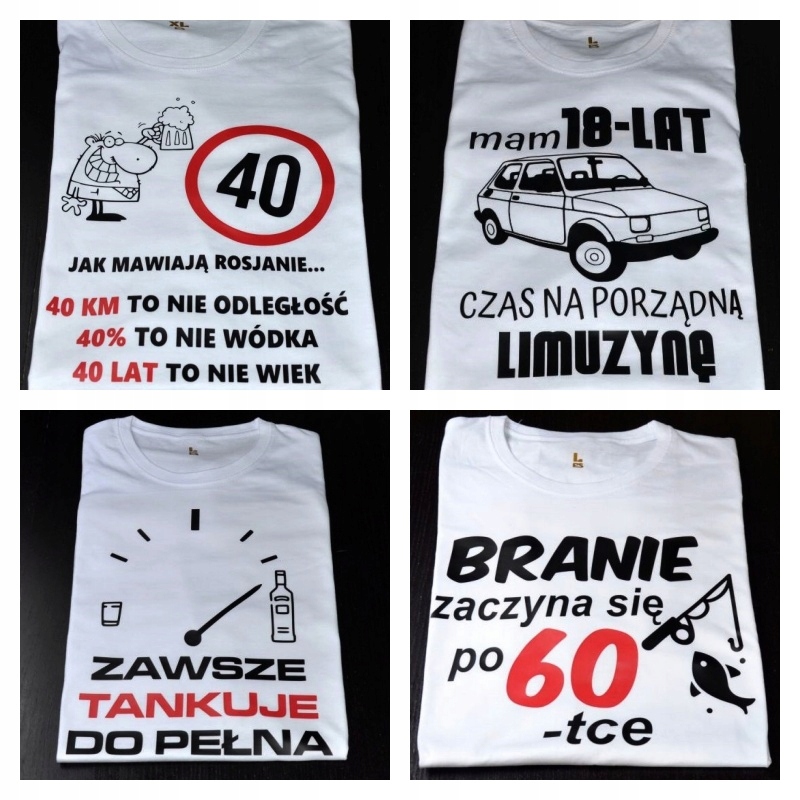 XL
40
JAK MAWIAJĄ ROSJANIE...
40 KM TO NIE ODLEGŁOŚĆ
40% TO NIE WÓDKA
40 LAT TO NIE WIEK
L
mam 18-LAT
CZAS NA PORZĄDNĄ
LIMUZYNĘ
L
ZAWSZE
TANKUJE
DO PEŁNA
L
BRANIE
zaczyna się
po 60
-tce